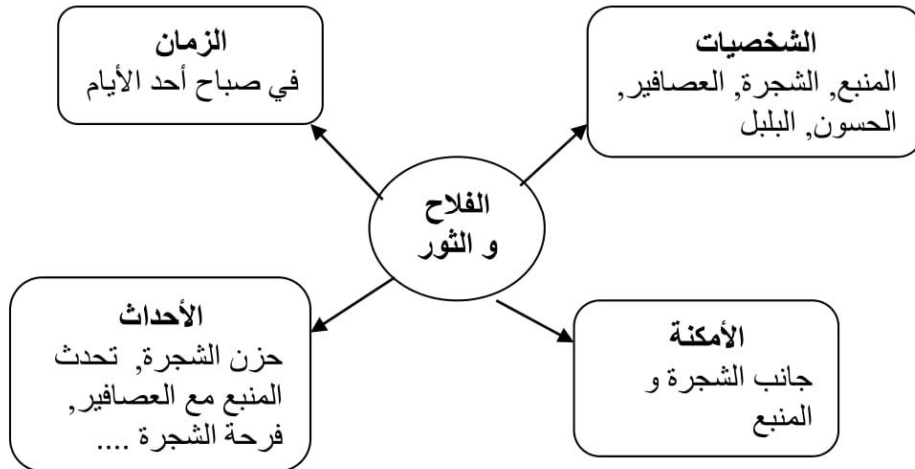 الشخصيات
المنبع, الشجرة, العصافير,
الحسون, البلبل
الزمان
في صباح أحد الأيام
الفلاح
و الثور
الأمكنة
جانب الشجرة و
المنبع
الأحداث
حزن الشجرة, تحدث
المنبع مع العصافير,
فرحة الشجرة ....